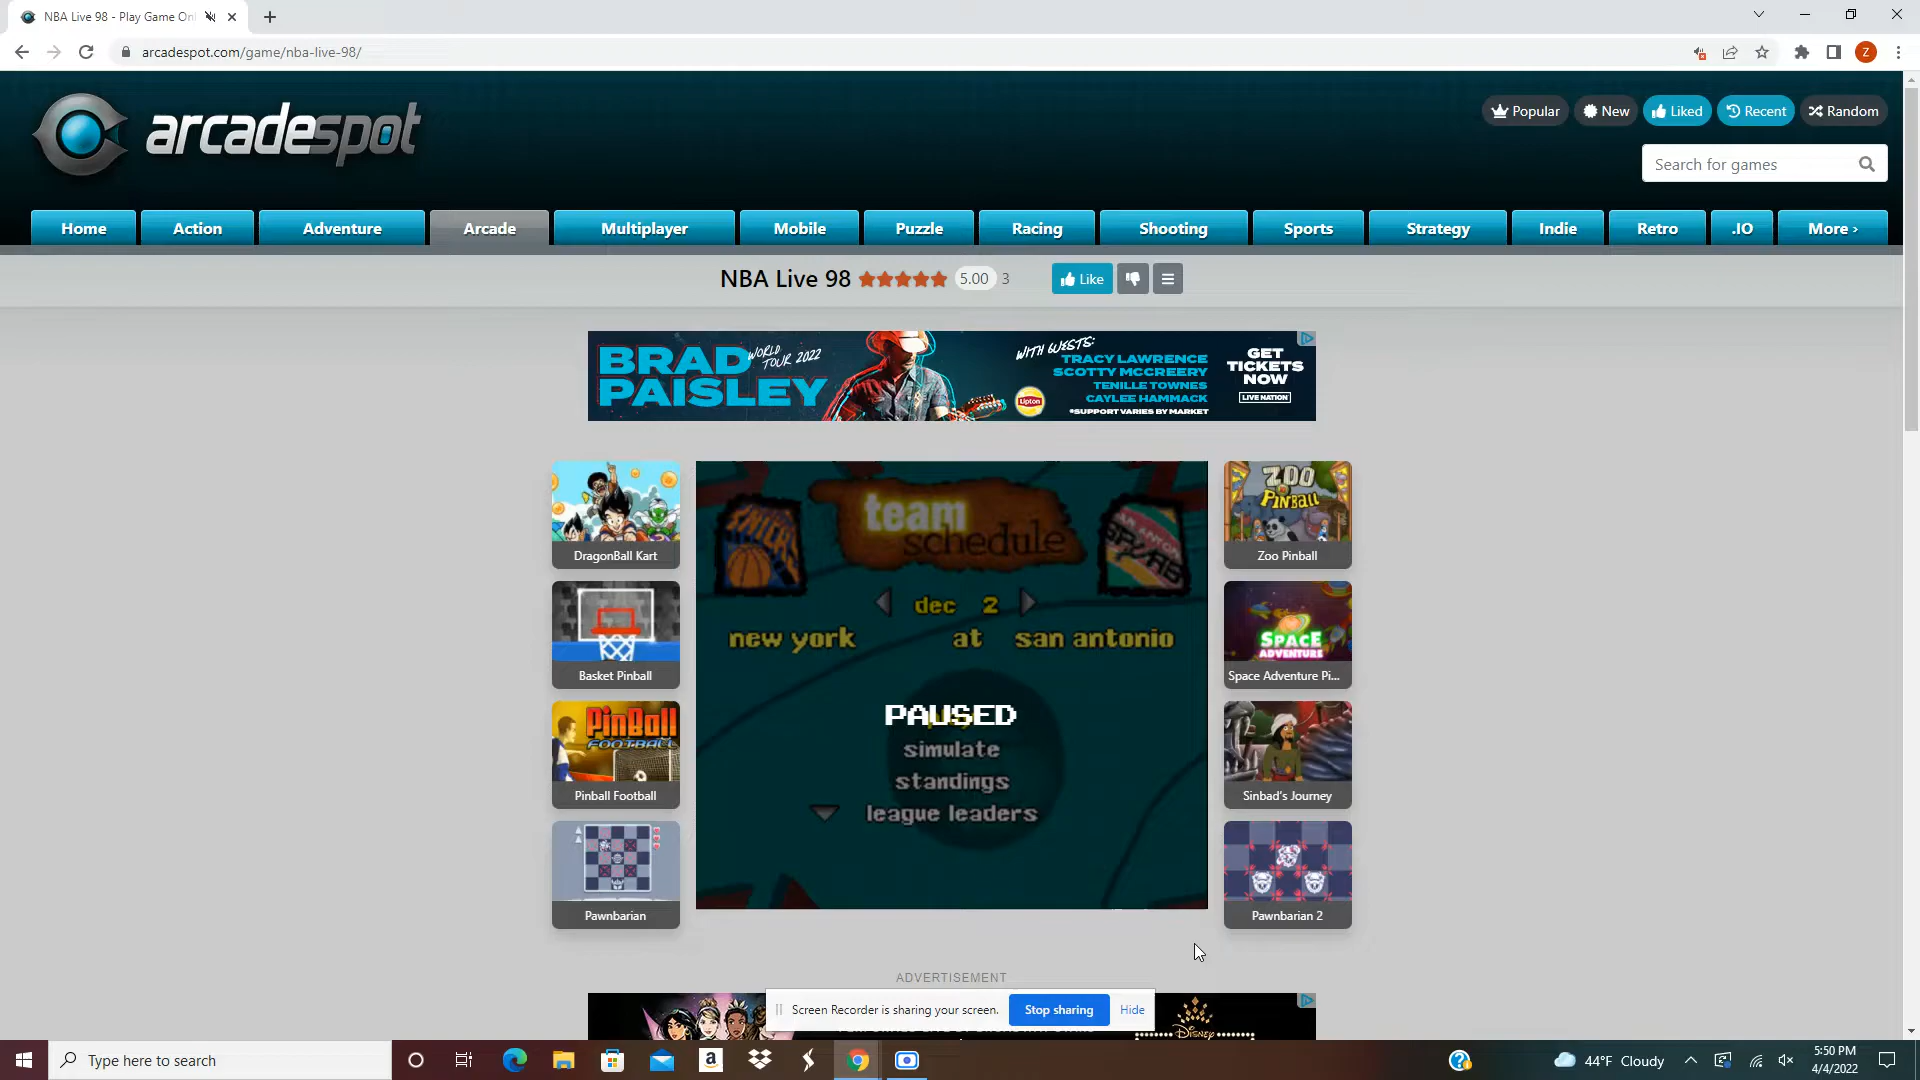 NBA Live 98 - Play Game Onl
arcadespot.com/game/nba-live-98/
Z
arcadespot
Popular
New
Liked
Recent
Random
Search for games
Home
Action
Adventure
Arcade
Multiplayer
Mobile
Puzzle
Racing
Shooting
Sports
Strategy
Indie
Retro
.IO
More ›
NBA Live 98
5.00
3
Like
BRAD PAISLEY
WORLD TOUR 2022
WITH GUESTS:
TRACY LAWRENCE
SCOTTY MCCREERY
TENILLE TOWNES
CAYLEE HAMMACK
*SUPPORT VARIES BY MARKET
Lipton
GET TICKETS NOW
LIVE NATION
DragonBall Kart
Basket Pinball
PinBall
FOOTBALL
Pinball Football
Pawnbarian
KNICKS
team schedule
SAN ANTONIO SPURS
dec 2
new york at san antonio
PAUSED
simulate
standings
league leaders
ZOO PINBALL
Zoo Pinball
SPACE ADVENTURE
Space Adventure Pi...
Sinbad's Journey
Pawnbarian 2
ADVERTISEMENT
Disney
Screen Recorder is sharing your screen.
Stop sharing
Hide
Type here to search
44°F Cloudy
5:50 PM
4/4/2022